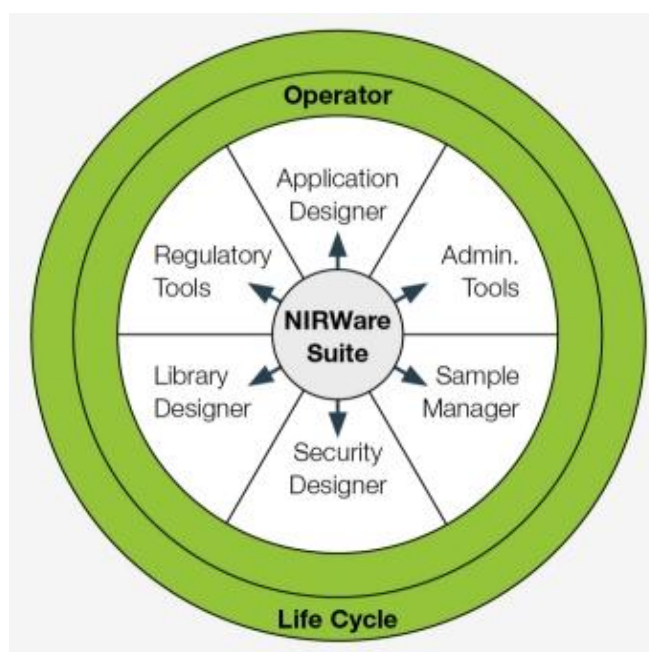 Operator
Application
Designer
Regulatory
Tools
Admin.
Tools
NIRWare
Suite
Library
Designer
Sample
Manager
Security
Designer
Life Cycle